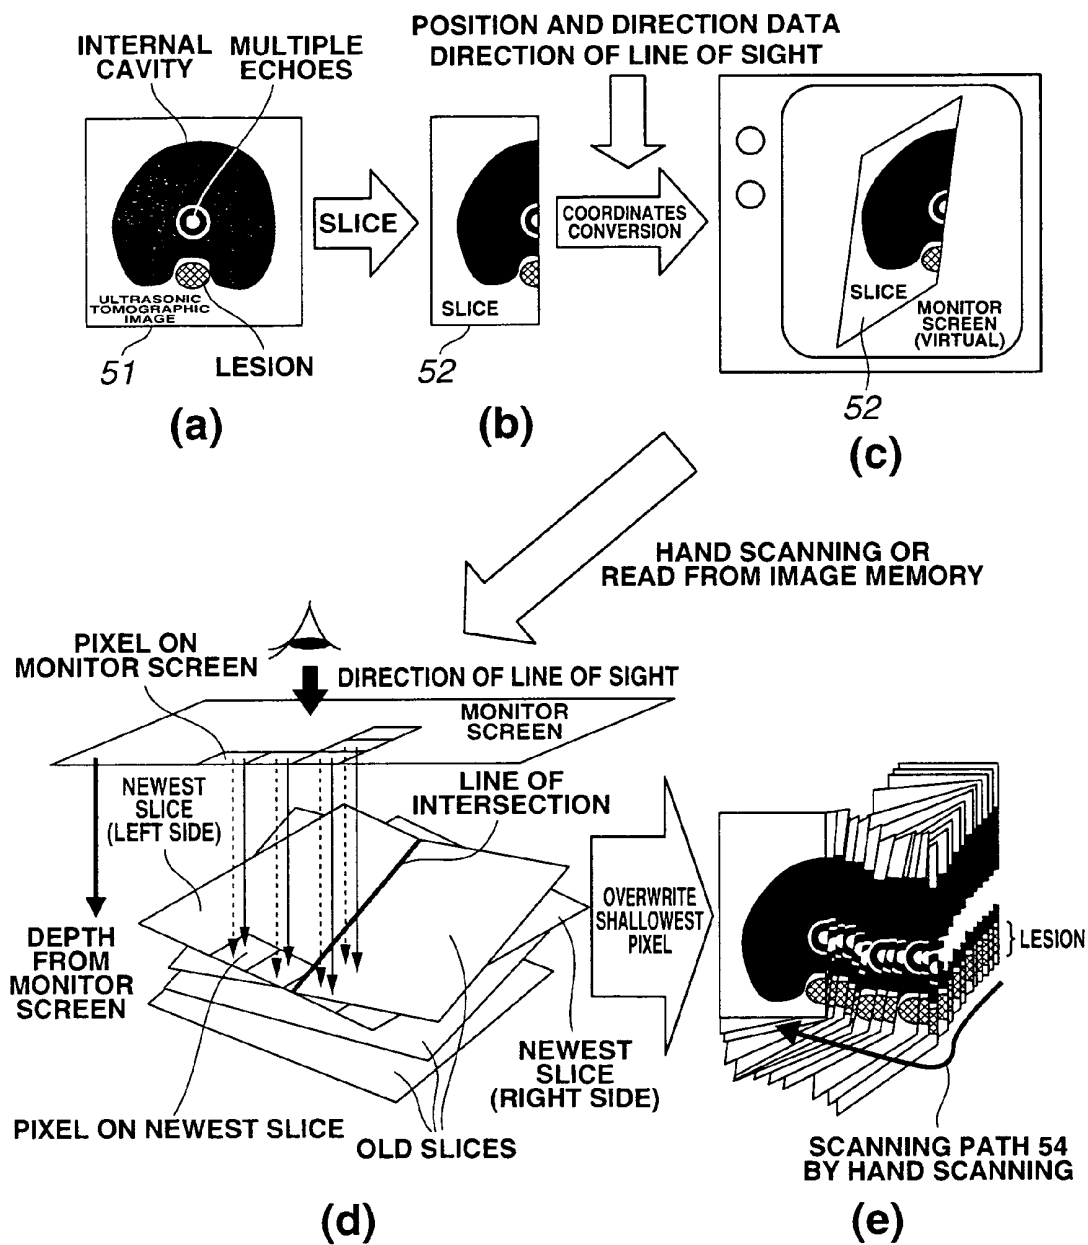 INTERNAL
CAVITY
MULTIPLE
ECHOES
POSITION AND DIRECTION DATA
DIRECTION OF LINE OF SIGHT
ULTRASONIC
TOMOGRAPHIC
IMAGE
51
LESION
(a)
SLICE
SLICE
52
(b)
COORDINATES
CONVERSION
SLICE
MONITOR
SCREEN
(VIRTUAL)
52
(c)
HAND SCANNING OR
READ FROM IMAGE MEMORY
PIXEL ON
MONITOR SCREEN
DIRECTION OF LINE OF SIGHT
MONITOR
SCREEN
NEWEST
SLICE
(LEFT SIDE)
LINE OF
INTERSECTION
DEPTH
FROM
MONITOR
SCREEN
OVERWRITE
SHALLOWEST
PIXEL
LESION
NEWEST
SLICE
(RIGHT SIDE)
PIXEL ON NEWEST SLICE
OLD SLICES
SCANNING PATH 54
BY HAND SCANNING
(d)
(e)